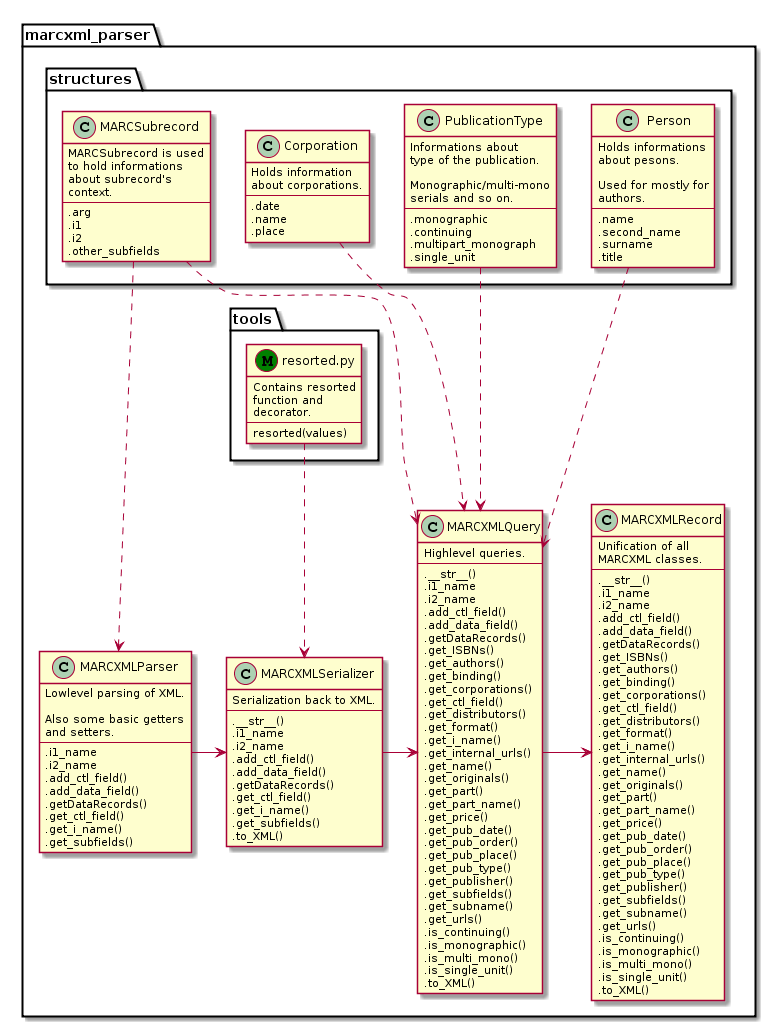 marcxml_parser
structures
C MARCSubrecord
MARCSubrecord is used
to hold informations
about subrecord's
context.
.arg
.i1
.i2
.other_subfields
C Corporation
Holds information
about corporations.
.date
.name
.place
C PublicationType
Informations about
type of the publication.
Monographic/multi-mono
serials and so on.
.monographic
.continuing
.multipart_monograph
.single_unit
C Person
Holds informations
about pesons.
Used for mostly for
authors.
.name
.second_name
.surname
.title
tools
M resorted.py
Contains resorted
function and
decorator.
resorted(values)
C MARCXMLParser
Lowlevel parsing of XML.
Also some basic getters
and setters.
.i1_name
.i2_name
.add_ctl_field()
.add_data_field()
.getDataRecords()
.get_ctl_field()
.get_i_name()
.get_subfields()
C MARCXMLSerializer
Serialization back to XML.
.__str__()
.i1_name
.i2_name
.add_ctl_field()
.add_data_field()
.getDataRecords()
.get_ctl_field()
.get_i_name()
.get_subfields()
.to_XML()
C MARCXMLQuery
Highlevel queries.
.__str__()
.i1_name
.i2_name
.add_ctl_field()
.add_data_field()
.getDataRecords()
.get_ISBNs()
.get_authors()
.get_binding()
.get_corporations()
.get_ctl_field()
.get_distributors()
.get_format()
.get_i_name()
.get_internal_urls()
.get_name()
.get_originals()
.get_part()
.get_part_name()
.get_price()
.get_pub_date()
.get_pub_order()
.get_pub_place()
.get_pub_type()
.get_publisher()
.get_subfields()
.get_subname()
.get_urls()
.is_continuing()
.is_monographic()
.is_multi_mono()
.is_single_unit()
.to_XML()
C MARCXMLRecord
Unification of all
MARCXML classes.
.__str__()
.i1_name
.i2_name
.add_ctl_field()
.add_data_field()
.getDataRecords()
.get_ISBNs()
.get_authors()
.get_binding()
.get_corporations()
.get_ctl_field()
.get_distributors()
.get_format()
.get_i_name()
.get_internal_urls()
.get_name()
.get_originals()
.get_part()
.get_part_name()
.get_price()
.get_pub_date()
.get_pub_order()
.get_pub_place()
.get_pub_type()
.get_publisher()
.get_subfields()
.get_subname()
.get_urls()
.is_continuing()
.is_monographic()
.is_multi_mono()
.is_single_unit()
.to_XML()